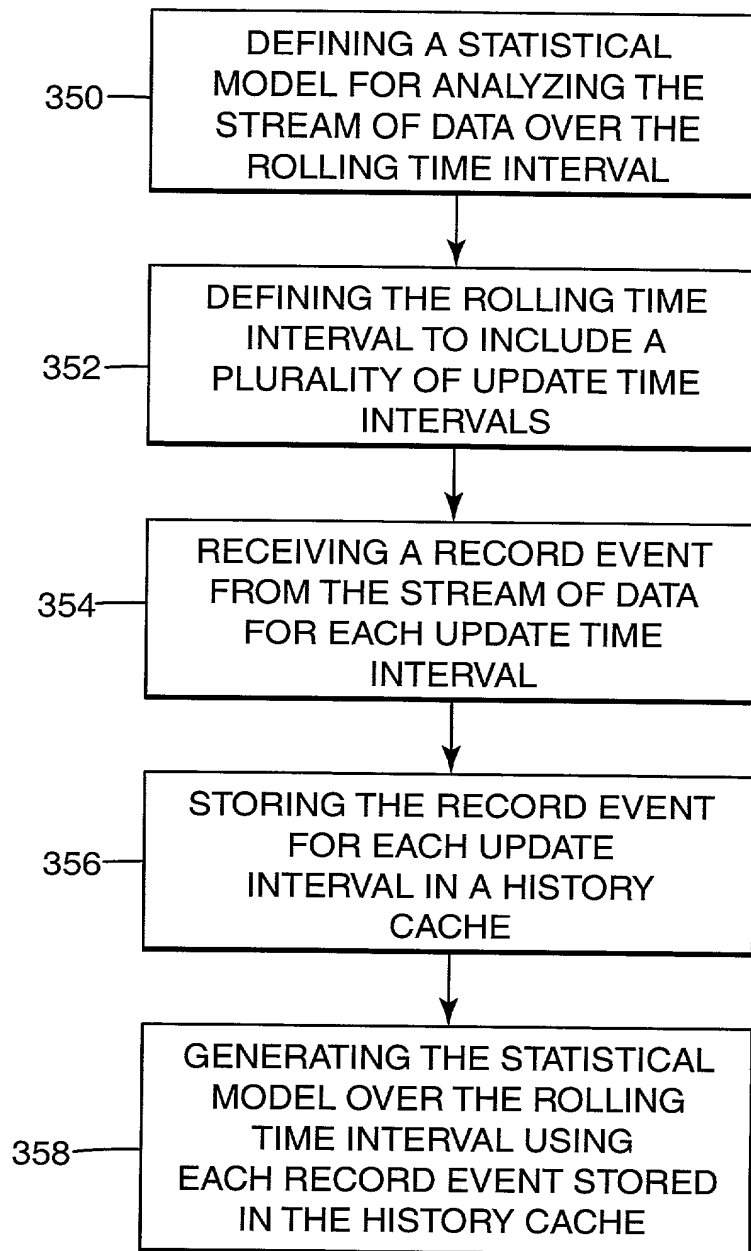 350
DEFINING A STATISTICAL
MODEL FOR ANALYZING THE
STREAM OF DATA OVER THE
ROLLING TIME INTERVAL
352
DEFINING THE ROLLING TIME
INTERVAL TO INCLUDE A
PLURALITY OF UPDATE TIME
INTERVALS
354
RECEIVING A RECORD EVENT
FROM THE STREAM OF DATA
FOR EACH UPDATE TIME
INTERVAL
356
STORING THE RECORD EVENT
FOR EACH UPDATE
INTERVAL IN A HISTORY
CACHE
358
GENERATING THE STATISTICAL
MODEL OVER THE ROLLING
TIME INTERVAL USING
EACH RECORD EVENT STORED
IN THE HISTORY CACHE